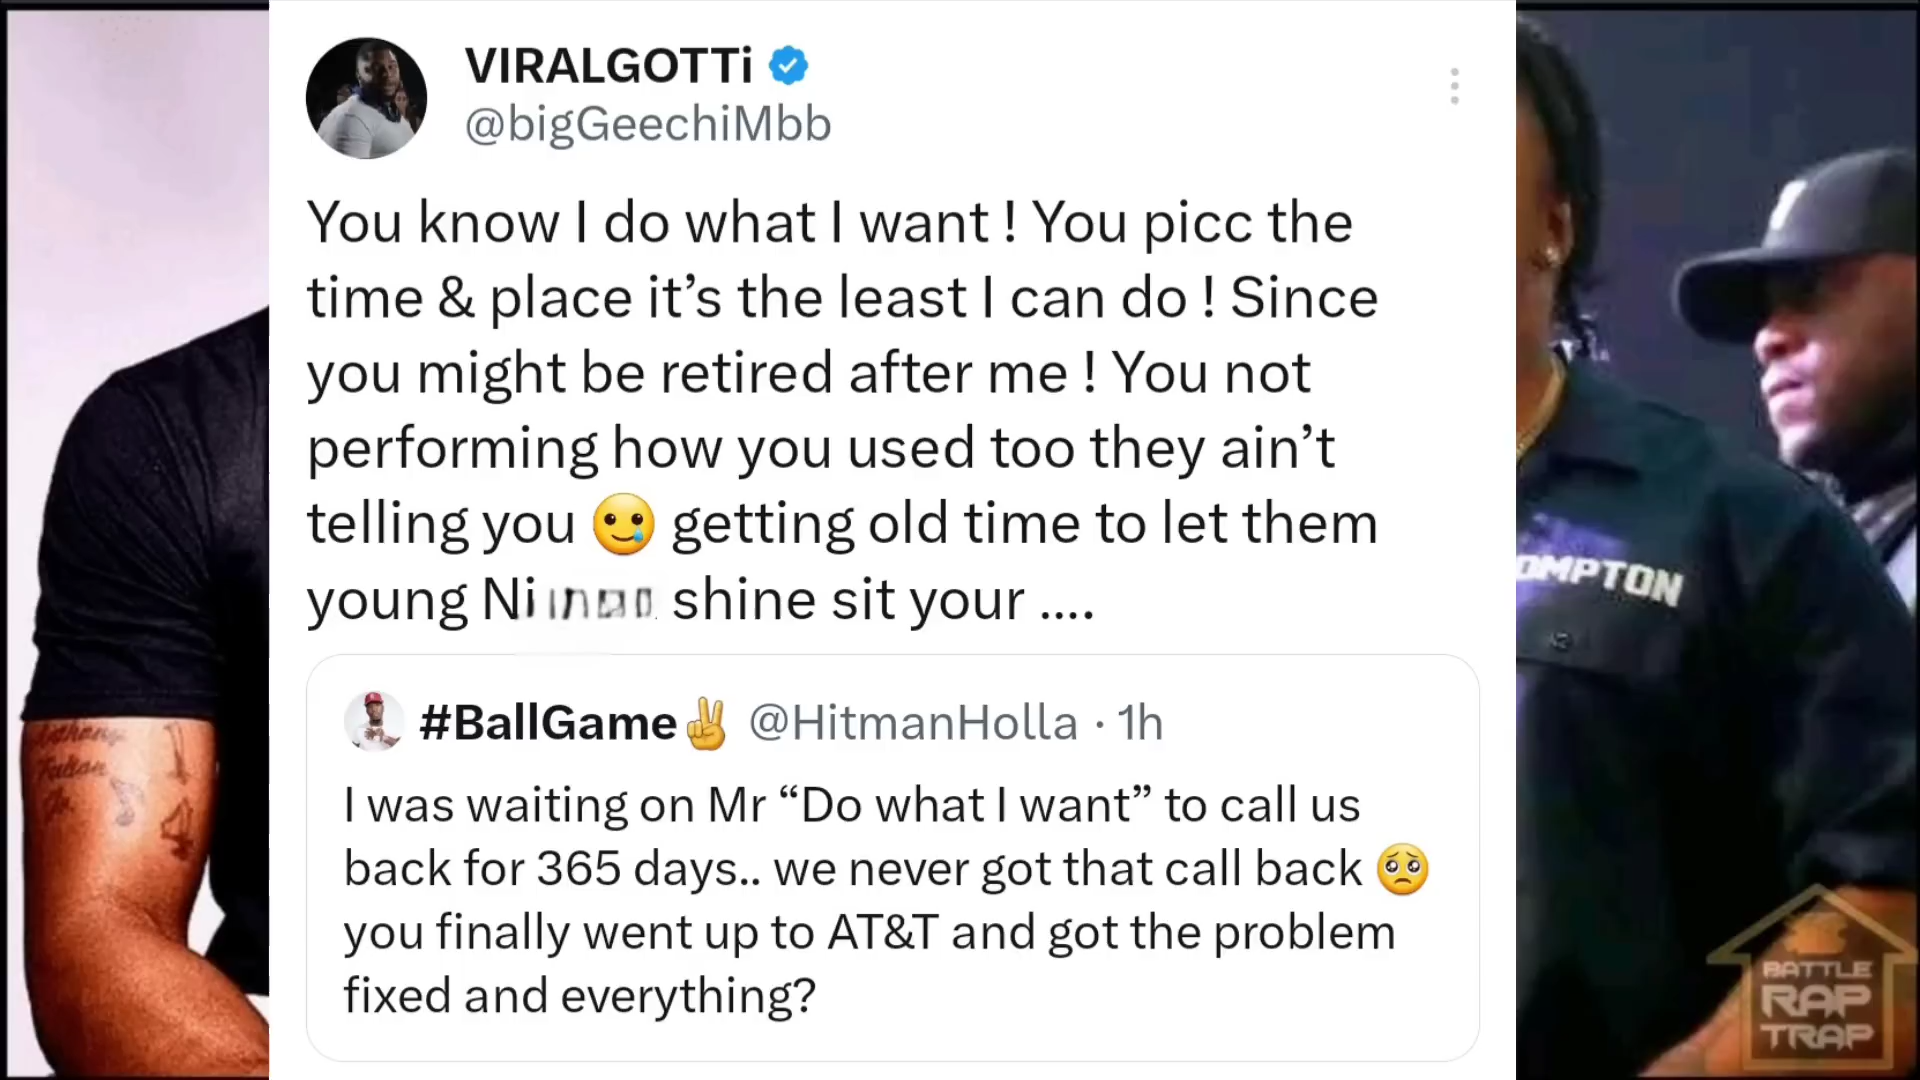 VIRALGOTTi
@bigGeechiMbb
You know I do what I want ! You picc the
time & place it’s the least I can do ! Since
you might be retired after me ! You not
performing how you used too they ain’t
telling you 🥲 getting old time to let them
young shine sit your ....
#BallGame✌️ @HitmanHolla · 1h
I was waiting on Mr “Do what I want” to call us
back for 365 days.. we never got that call back 🥺
you finally went up to AT&T and got the problem
fixed and everything?
OMPTON
BATTLE
RAP
TRAP